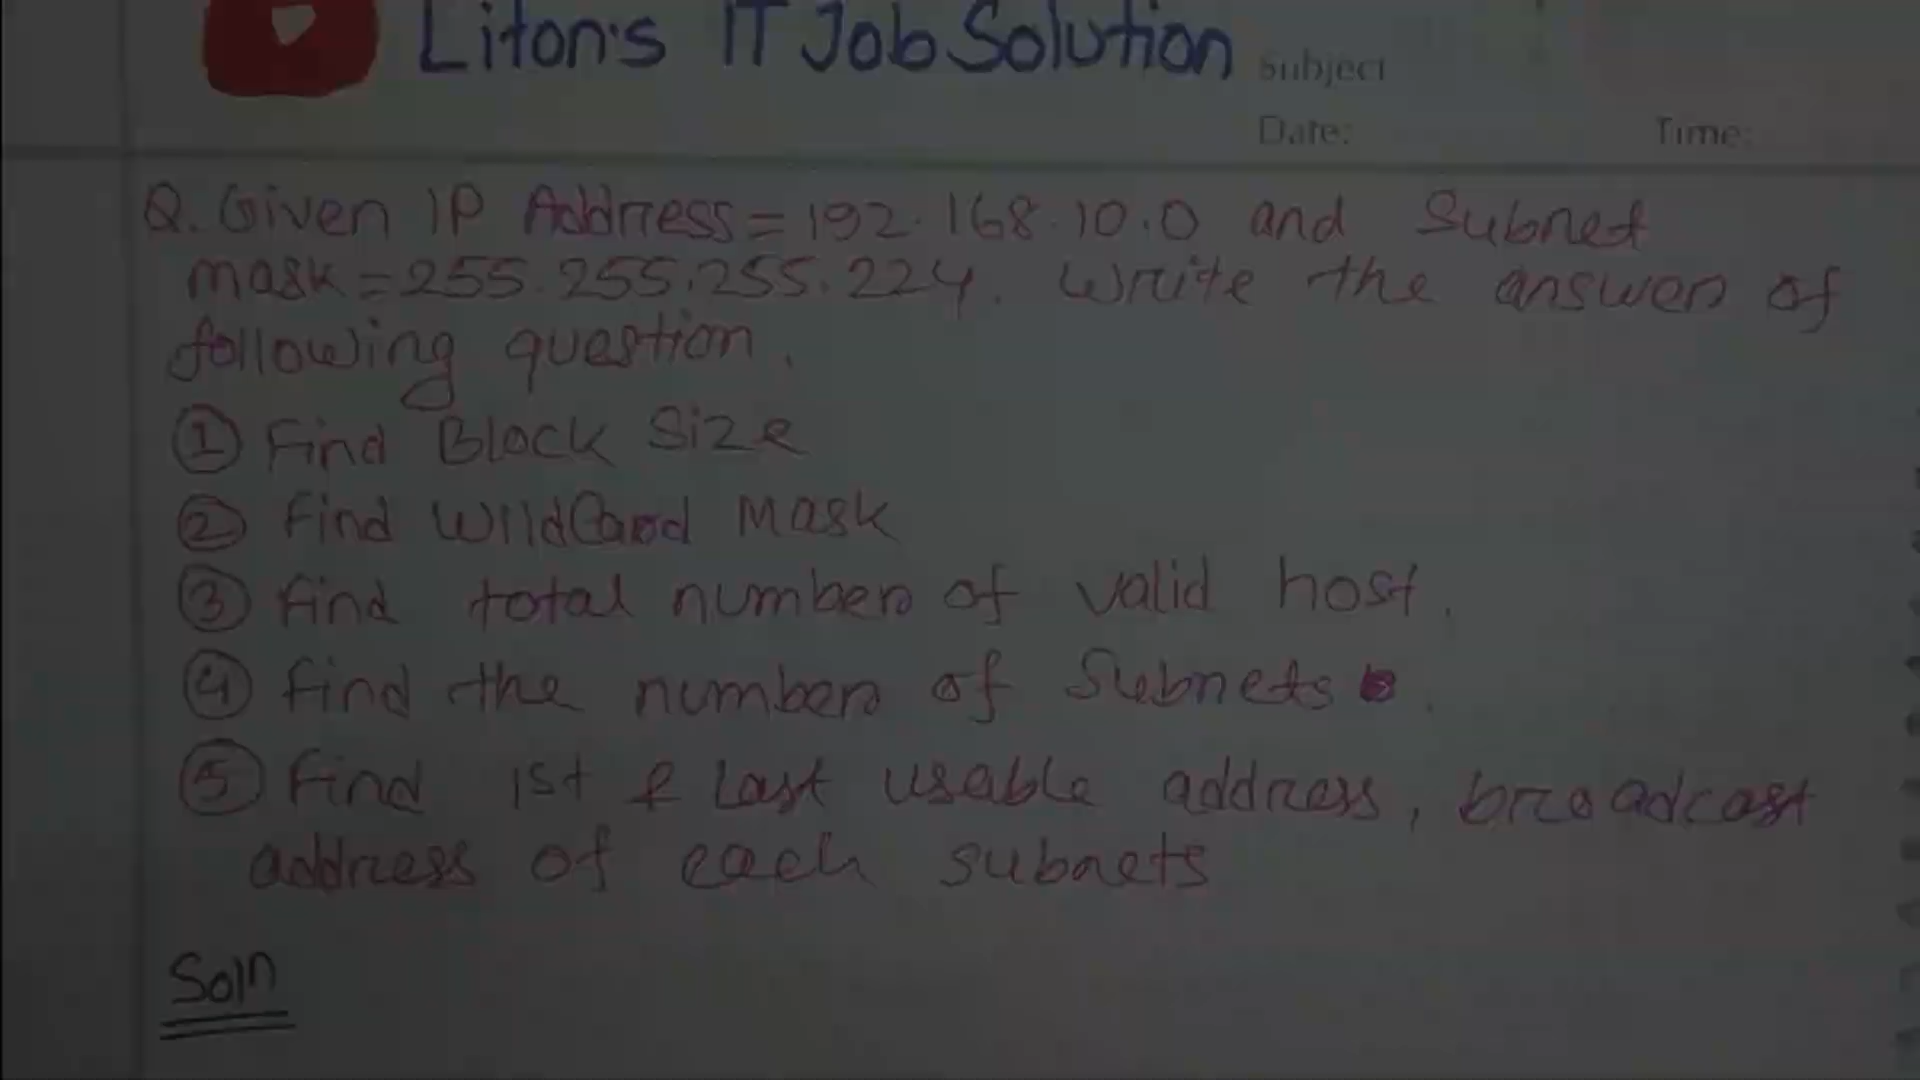 Liton's IT Job Solution
Subject
Date:
Time:
Q. Given IP Address = 192.168.10.0 and Subnet
mask = 255.255.255.224. Write the answer of
following question.
① Find Block Size
② Find WildCard Mask
③ find total number of valid host.
④ find the number of Subnets.
⑤ Find 1st & Last usable address, broadcast
address of each subnets
Soln